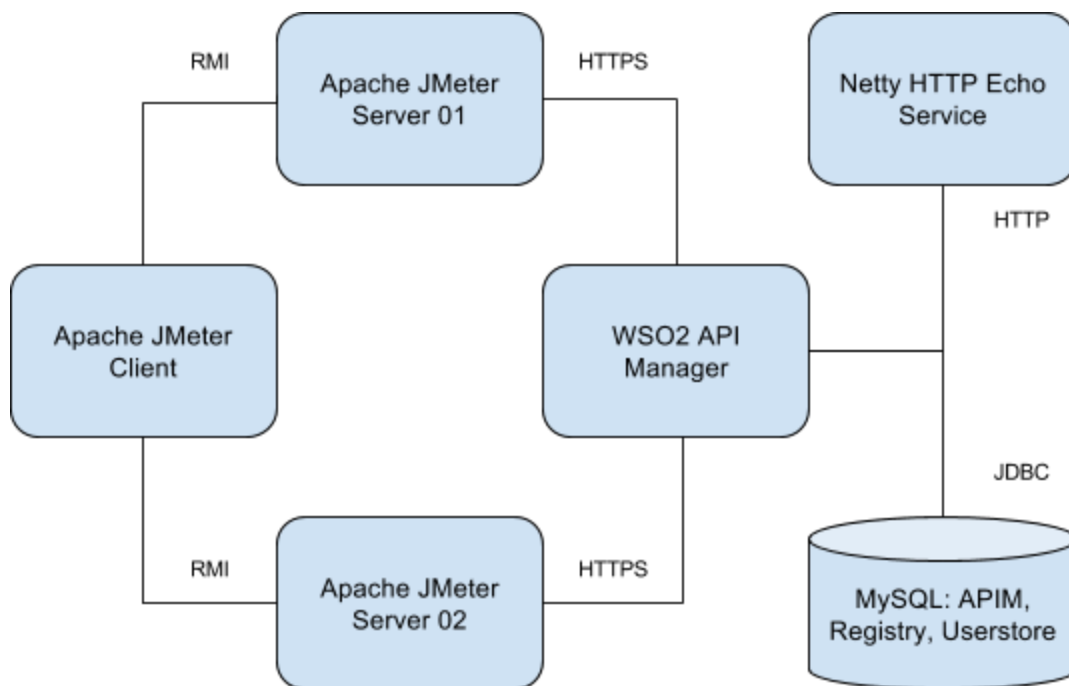 RMI
Apache JMeter
Server 01
HTTPS
Netty HTTP Echo
Service
HTTP
Apache JMeter
Client
WSO2 API
Manager
JDBC
RMI
Apache JMeter
Server 02
HTTPS
MySQL: APIM,
Registry, Userstore